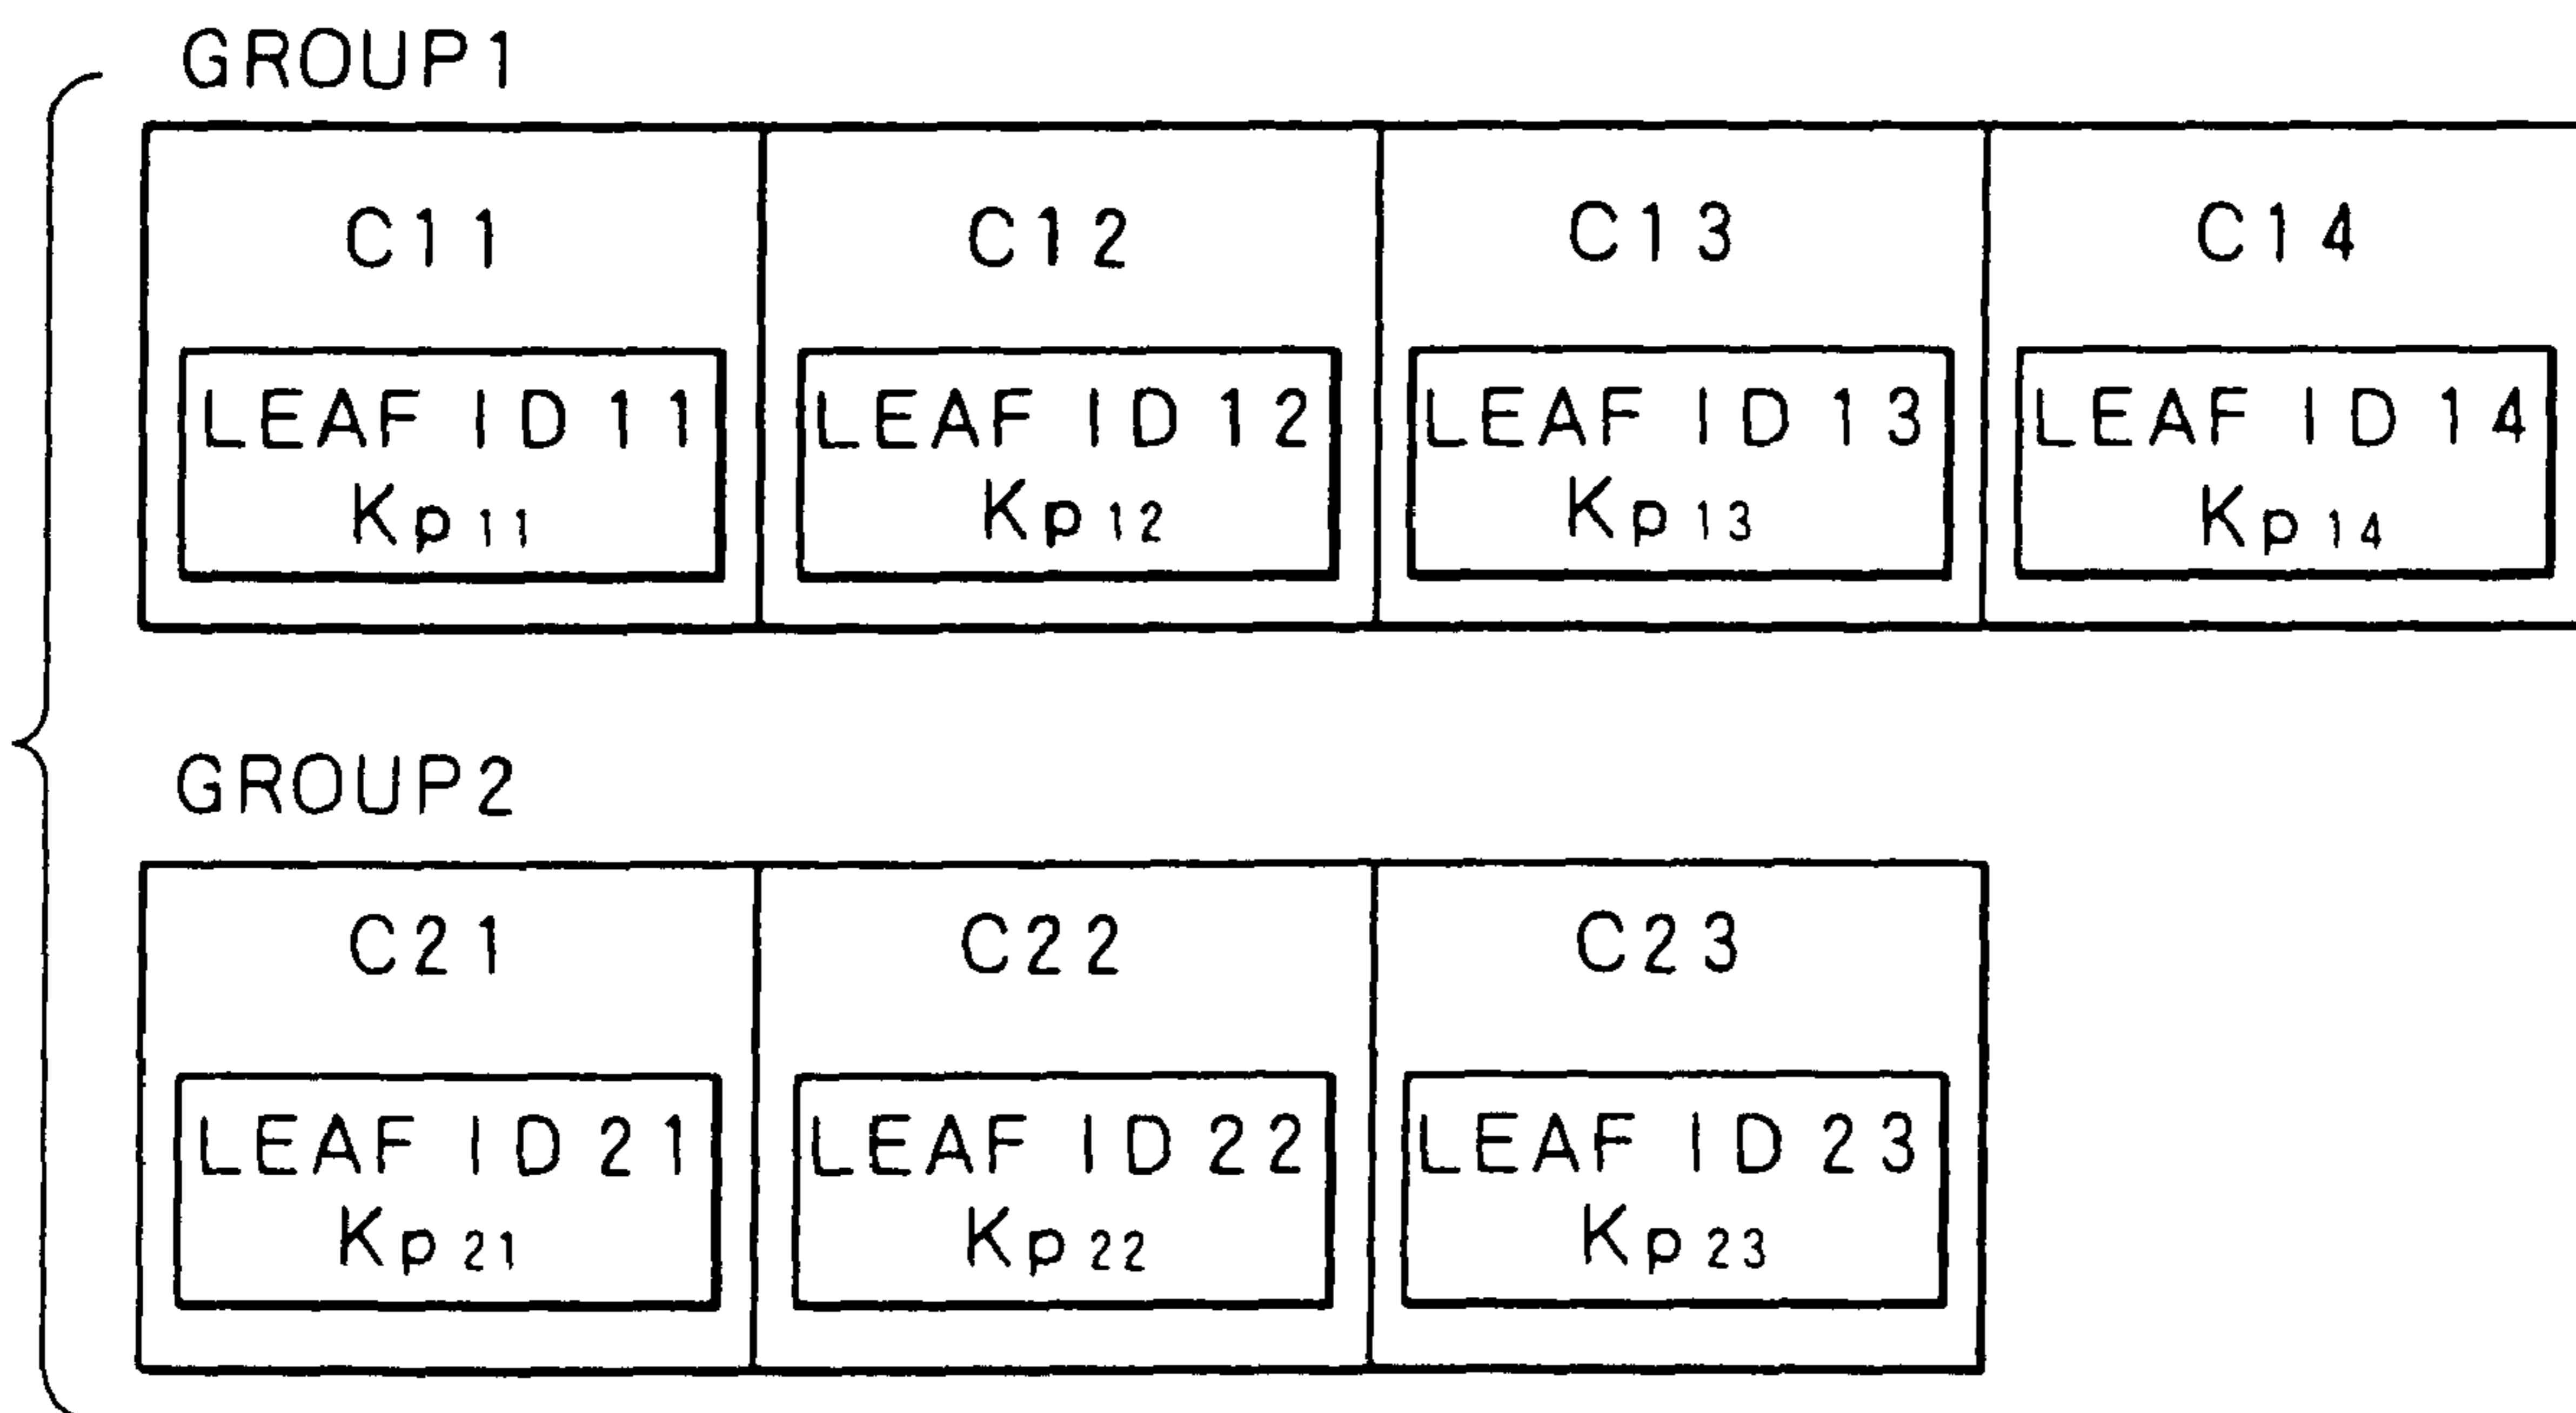 GROUP1
C11 C12 C13 C14
LEAF ID11 LEAF ID12 LEAF ID13 LEAF ID14
Kp11 Kp12 Kp13 Kp14
GROUP2
C21 C22 C23
LEAF ID21 LEAF ID22 LEAF ID23
Kp21 Kp22 Kp23